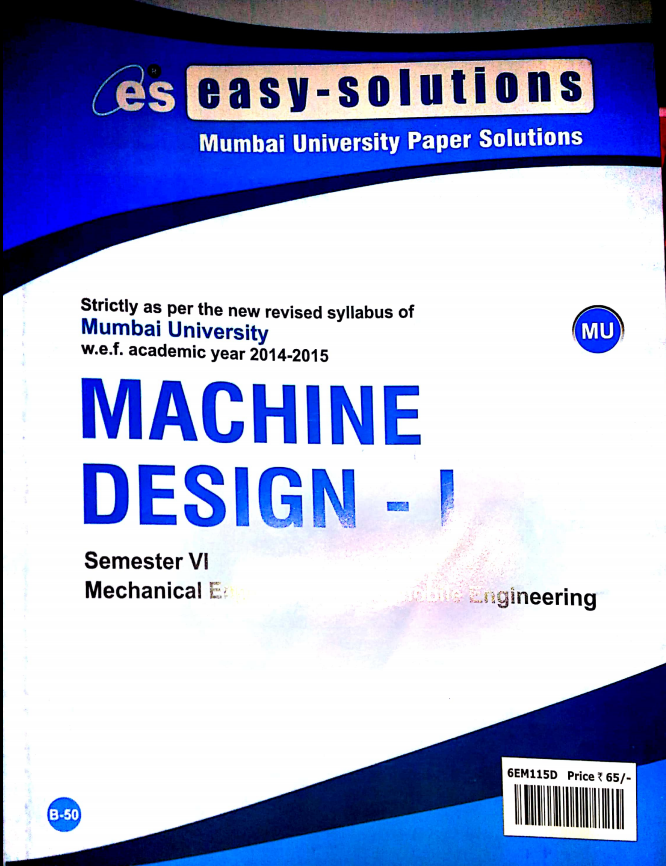 es easy-solutions
Mumbai University Paper Solutions
Strictly as per the new revised syllabus of
Mumbai University
w.e.f. academic year 2014-2015
MU
MACHINE
DESIGN - I
Semester VI
Mechanical Engineering
6EM115D Price ₹ 65/-
B-50